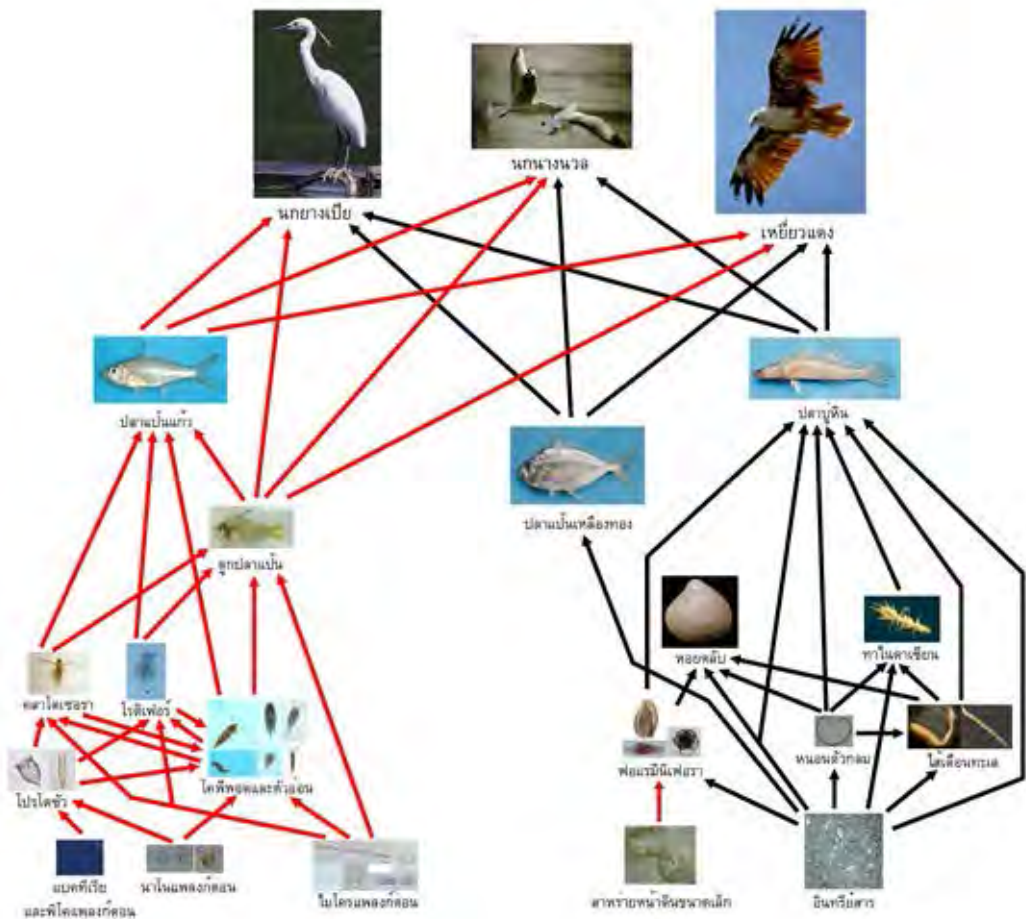 นกนางนวล
นกยางเปีย
เหยี่ยวแดง
ปลาแป้นแก้ว
ปลาบู่หิน
ปลาแป้นเหลืองทอง
ลูกปลาแป้น
หอยตลับ
ทาไนดาเซียน
คลาโดเซอรา
โรติเฟอร์
โคพีพอดและตัวอ่อน
ฟอแรมินิเฟอรา
หนอนตัวกลม
ไส้เดือนทะเล
โปรโตซัว
แบคทีเรีย
และพิโคแพลงก์ตอน
นาโนแพลงก์ตอน
ไมโครแพลงก์ตอน
สาหร่ายหน้าดินขนาดเล็ก
อินทรีย์สาร